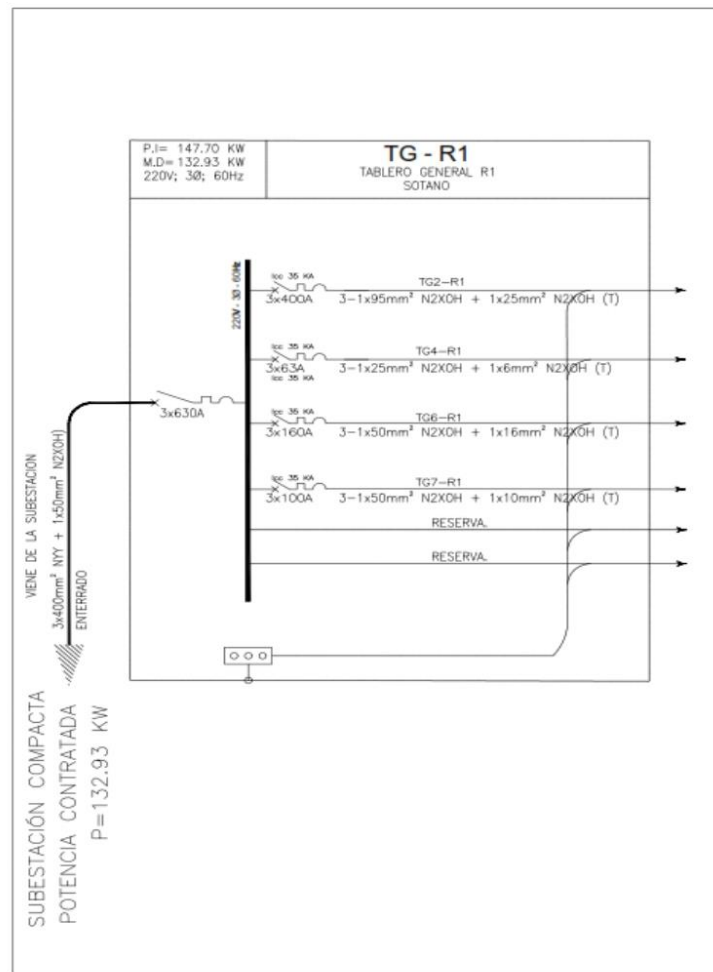 P.I= 147.70 KW
M.D= 132.93 KW
220V; 3Ø; 60Hz
TG - R1
TABLERO GENERAL R1
SOTANO
220V - 3Ø - 60Hz
Icc 35 KA
3x400A
TG2-R1
3-1x95mm² N2XOH + 1x25mm² N2XOH (T)
Icc 35 KA
3x63A
TG4-R1
3-1x25mm² N2XOH + 1x6mm² N2XOH (T)
Icc 35 KA
3x630A
Icc 35 KA
3x160A
TG6-R1
3-1x50mm² N2XOH + 1x16mm² N2XOH (T)
Icc 35 KA
3x100A
TG7-R1
3-1x50mm² N2XOH + 1x10mm² N2XOH (T)
RESERVA.
RESERVA.
VIENE DE LA SUBESTACION
3x400mm² NYY + 1x50mm² N2XOH)
ENTERRADO
SUBESTACIÓN COMPACTA
POTENCIA CONTRATADA
P=132.93 KW